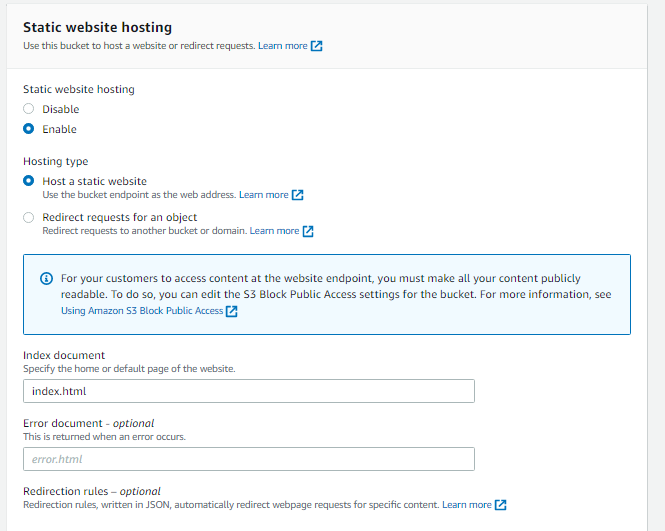 Static website hosting
Use this bucket to host a website or redirect requests. Learn more
Static website hosting
Disable
Enable
Hosting type
Host a static website
Use the bucket endpoint as the web address. Learn more
Redirect requests for an object
Redirect requests to another bucket or domain. Learn more
For your customers to access content at the website endpoint, you must make all your content publicly
readable. To do so, you can edit the S3 Block Public Access settings for the bucket. For more information, see
Using Amazon S3 Block Public Access
Index document
Specify the home or default page of the website.
index.html
Error document - optional
This is returned when an error occurs.
error.html
Redirection rules – optional
Redirection rules, written in JSON, automatically redirect webpage requests for specific content. Learn more